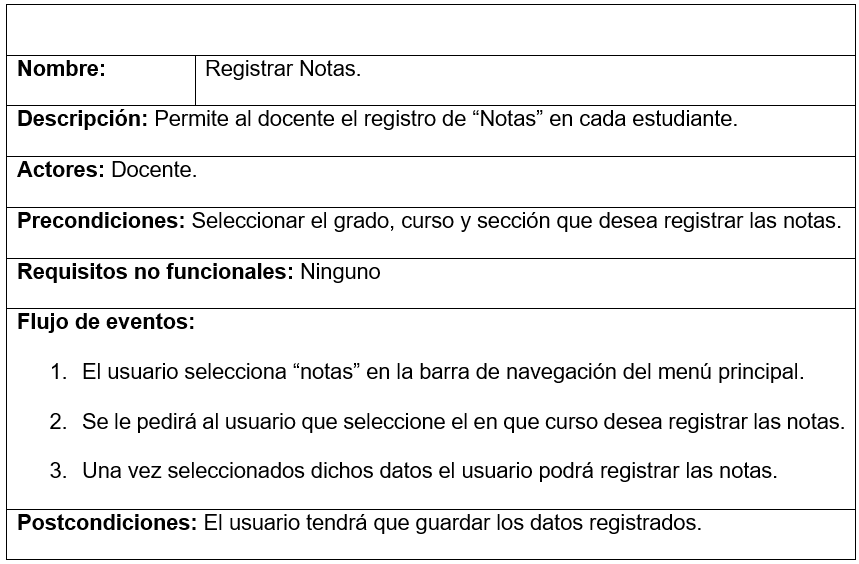 Nombre: Registrar Notas.
Descripción: Permite al docente el registro de “Notas” en cada estudiante.
Actores: Docente.
Precondiciones: Seleccionar el grado, curso y sección que desea registrar las notas.
Requisitos no funcionales: Ninguno
Flujo de eventos:
1. El usuario selecciona “notas” en la barra de navegación del menú principal.
2. Se le pedirá al usuario que seleccione el en que curso desea registrar las notas.
3. Una vez seleccionados dichos datos el usuario podrá registrar las notas.
Postcondiciones: El usuario tendrá que guardar los datos registrados.